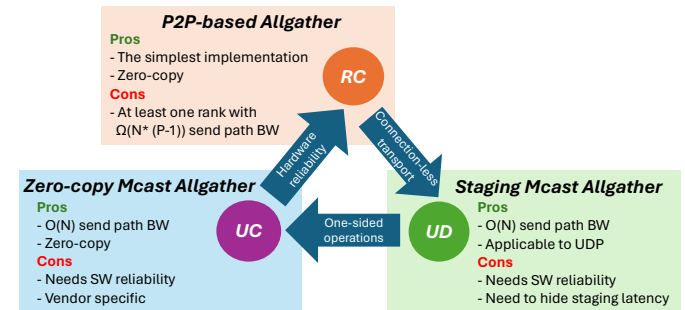 P2P-based Allgather
Pros
- The simplest implementation
- Zero-copy
Cons
- At least one rank with
Ω(N* (P-1)) send path BW
RC
Hardware
reliability
Connection-less
transport
Zero-copy Mcast Allgather
Pros
- O(N) send path BW
- Zero-copy
Cons
- Needs SW reliability
- Vendor specific
UC
One-sided
operations
Staging Mcast Allgather
Pros
- O(N) send path BW
- Applicable to UDP
Cons
- Needs SW reliability
- Need to hide staging latency
UD